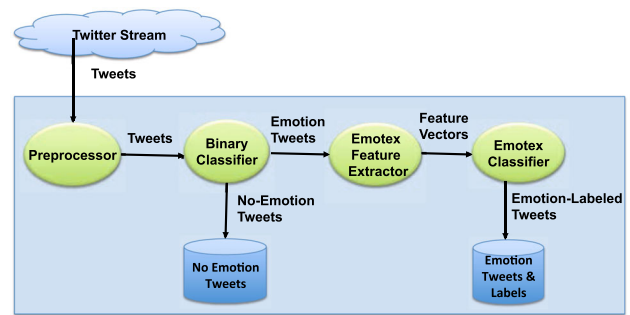 Twitter Stream
Tweets
Preprocessor
Tweets
Binary
Classifier
Emotion
Tweets
Emotex
Feature
Extractor
Feature
Vectors
Emotex
Classifier
No-Emotion
Tweets
Emotion-Labeled
Tweets
No Emotion
Tweets
Emotion
Tweets &
Labels